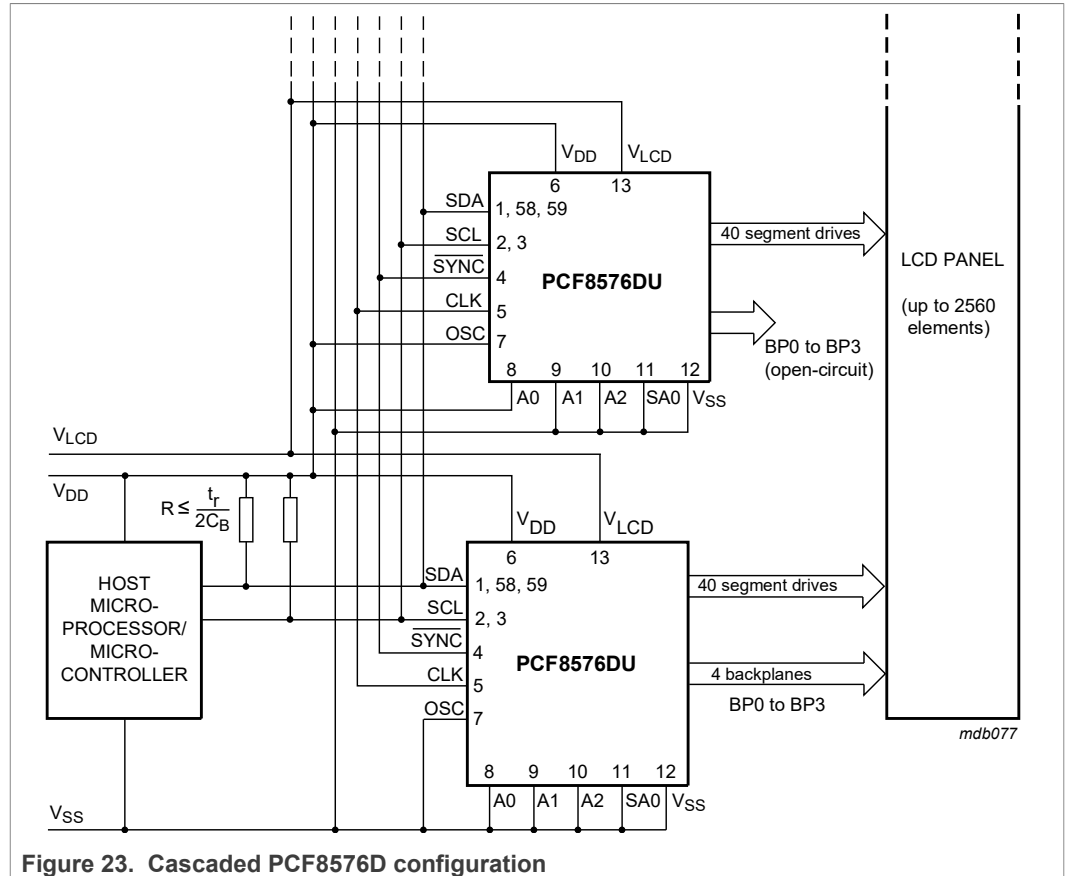 VDD
VLCD
6
13
SDA
1, 58, 59
SCL
2, 3
SYNC
4
PCF8576DU
CLK
5
OSC
7
8
9
10
11
12
A0
A1
A2
SA0
VSS
40 segment drives
BP0 to BP3
(open-circuit)
LCD PANEL
(up to 2560
elements)
VLCD
VDD
R ≤ tr
2CB
HOST
MICRO-
PROCESSOR/
MICRO-
CONTROLLER
VDD
VLCD
6
13
SDA
1, 58, 59
SCL
2, 3
SYNC
4
PCF8576DU
CLK
5
OSC
7
8
9
10
11
12
A0
A1
A2
SA0
VSS
40 segment drives
4 backplanes
BP0 to BP3
mdb077
VSS
Figure 23. Cascaded PCF8576D configuration